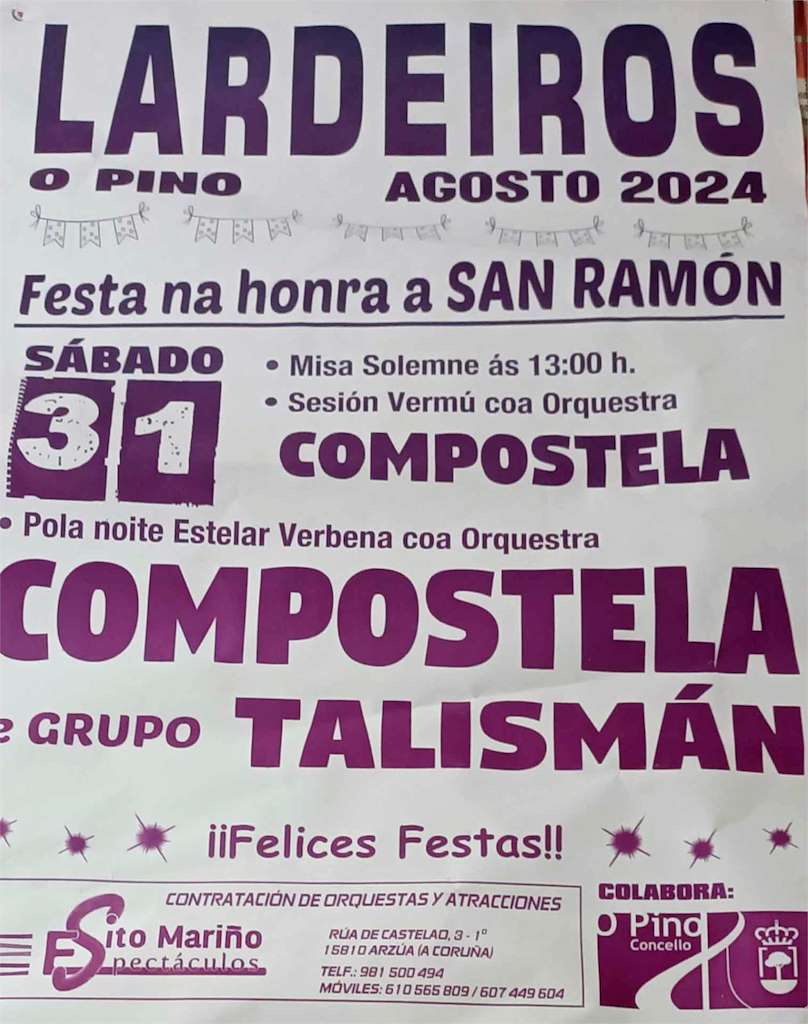 LARDEIROS
O PINO AGOSTO 2024
Festa na honra a SAN RAMÓN
SÁBADO
31
• Misa Solemne ás 13:00 h.
• Sesión Vermú coa Orquestra
COMPOSTELA
• Pola noite Estelar Verbena coa Orquestra
COMPOSTELA
e GRUPO TALISMÁN
¡¡Felices Festas!!
CONTRATACIÓN DE ORQUESTAS Y ATRACCIONES
Sito Mariño
ESpectáculos
RÚA DE CASTELAO, 3 - 1º
15810 ARZÚA (A CORUÑA)
TELF.: 981 500 494
MÓVILES: 610 565 809 / 607 449 604
COLABORA:
O Pino
Concello